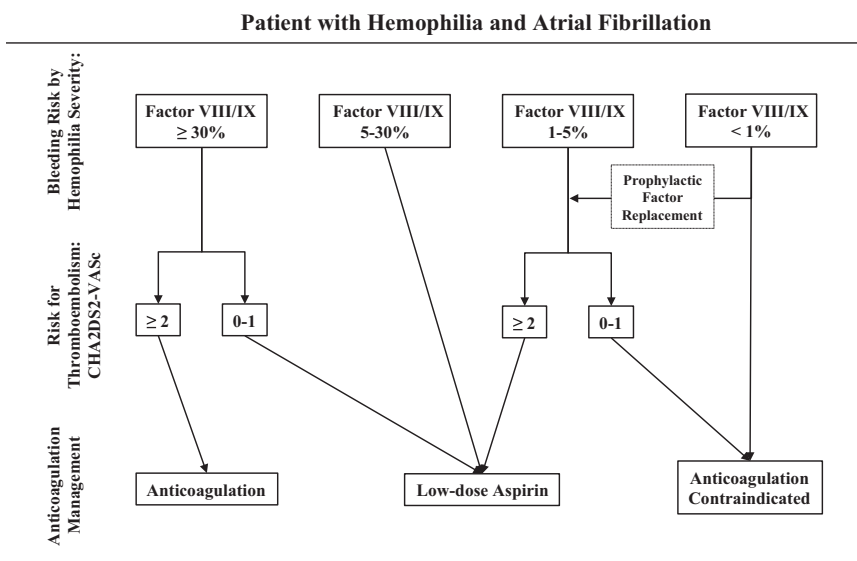 Patient with Hemophilia and Atrial Fibrillation
Bleeding Risk by
Hemophilia Severity:
Factor VIII/IX
≥ 30%
Factor VIII/IX
5-30%
Factor VIII/IX
1-5%
Factor VIII/IX
< 1%
Prophylactic
Factor
Replacement
Risk for
Thromboembolism:
CHA2DS2-VASc
≥ 2
0-1
≥ 2
0-1
Anticoagulation
Management
Anticoagulation
Low-dose Aspirin
Anticoagulation
Contraindicated